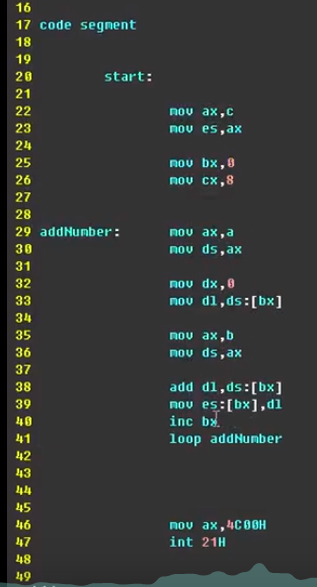 16
17 code segment
18
19
20 start:
21
22 mov ax,c
23 mov es,ax
24
25 mov bx,0
26 mov cx,8
27
28
29 addNumber: mov ax,a
30 mov ds,ax
31
32 mov dx,0
33 mov dl,ds:[bx]
34
35 mov ax,b
36 mov ds,ax
37
38 add dl,ds:[bx]
39 mov es:[bx],dl
40 inc bx
41 loop addNumber
42
43
44
45
46 mov ax,4C00H
47 int 21H
48
49